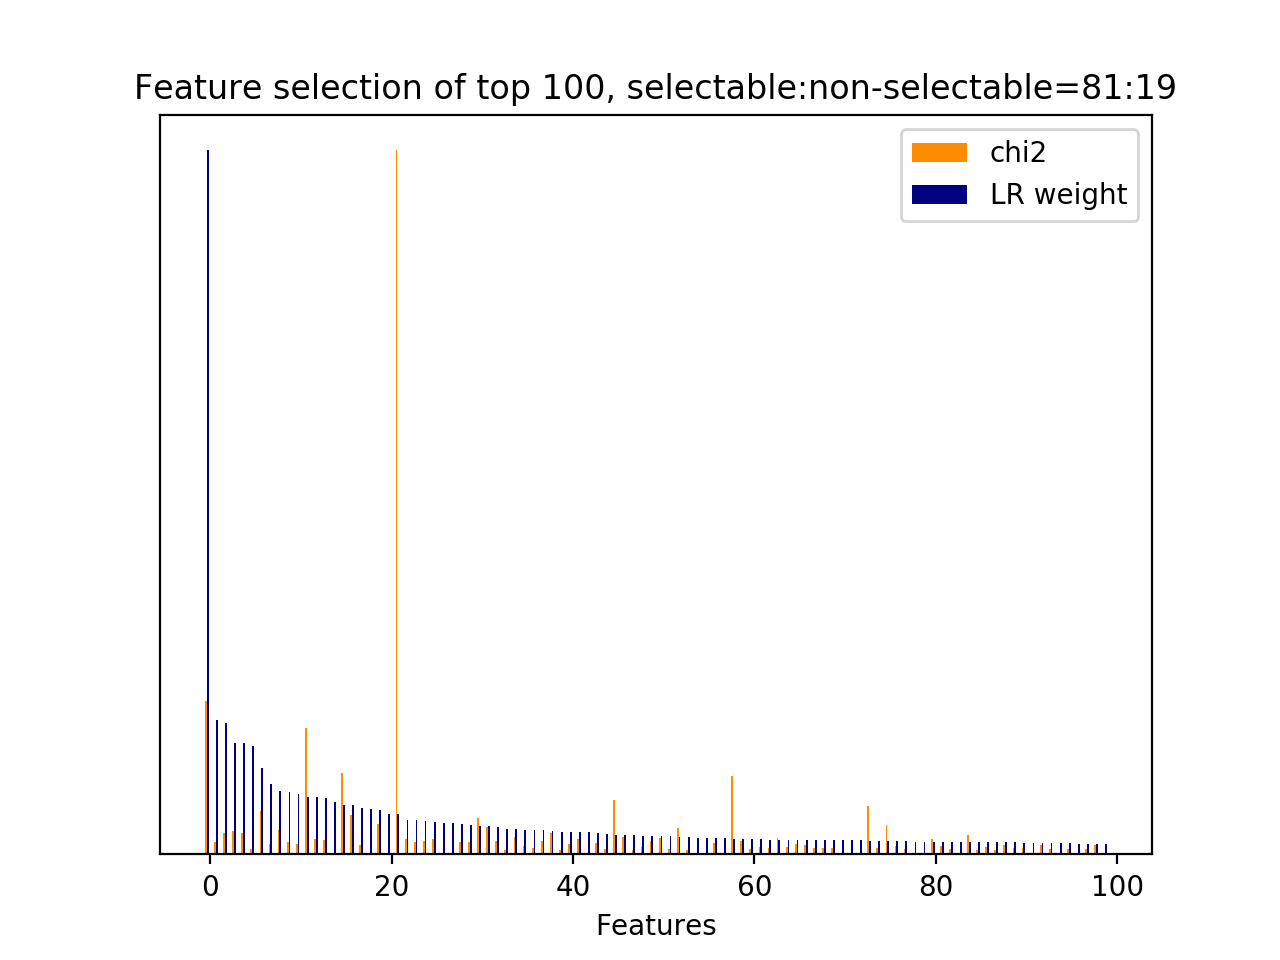 Feature selection of top 100, selectable:non-selectable=81:19
chi2
LR weight
0 20 40 60 80 100
Features